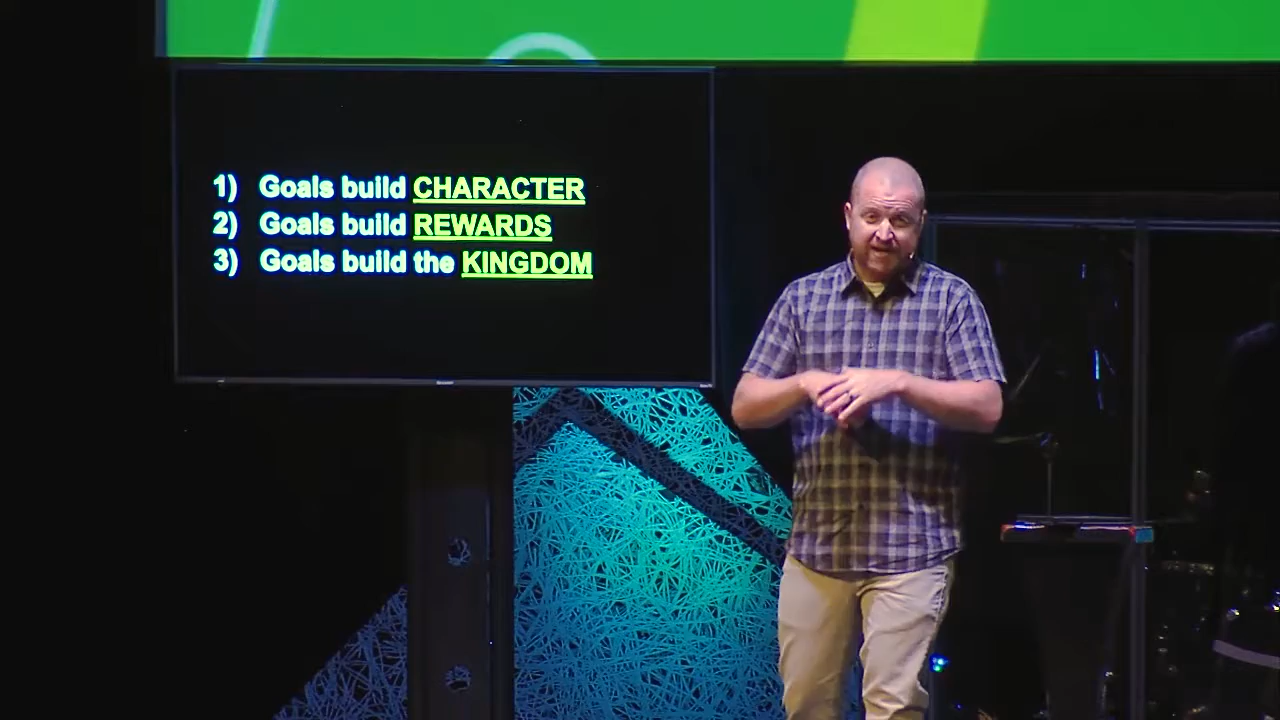 1) Goals build CHARACTER
2) Goals build REWARDS
3) Goals build the KINGDOM